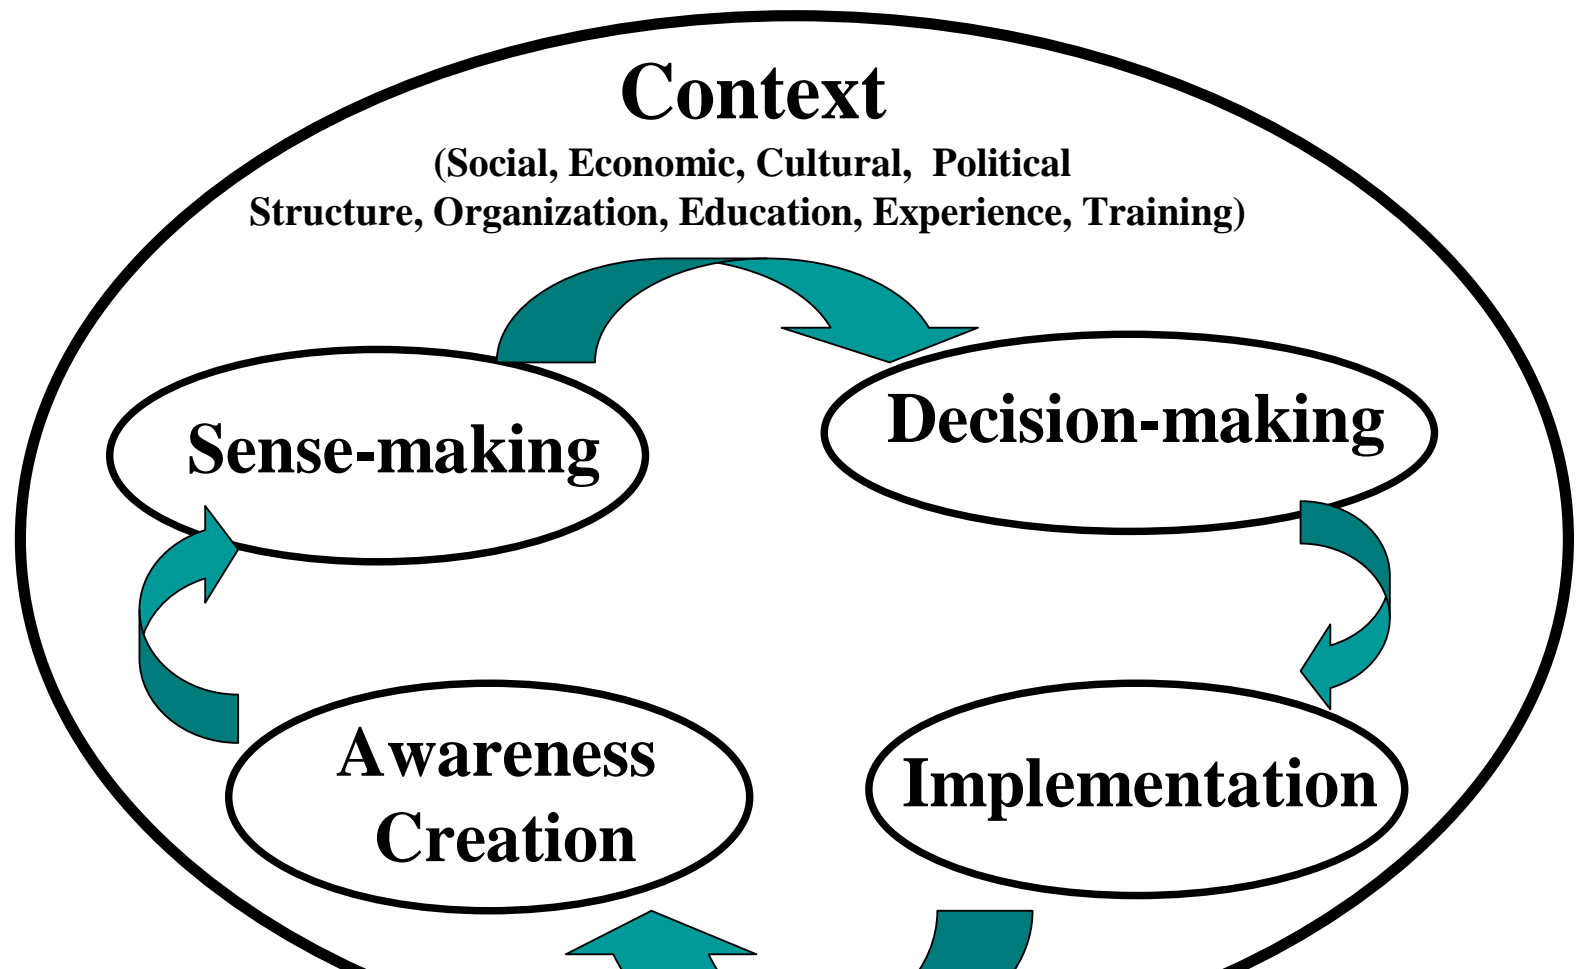 Context
(Social, Economic, Cultural,  Political
Structure, Organization, Education, Experience, Training)
Sense-making
Decision-making
Awareness
Creation
Implementation